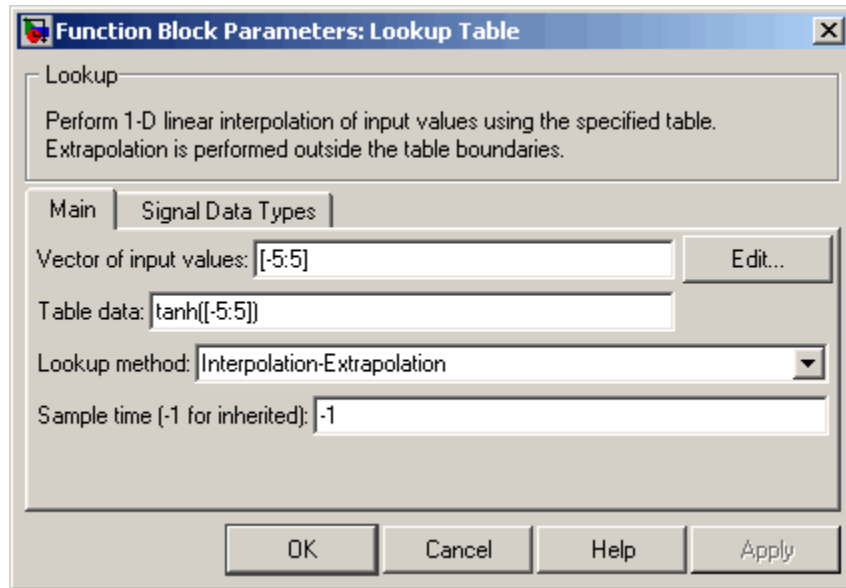 Function Block Parameters: Lookup Table
Lookup
Perform 1-D linear interpolation of input values using the specified table.
Extrapolation is performed outside the table boundaries.
Main Signal Data Types
Vector of input values: [-5:5] Edit...
Table data: tanh([-5:5])
Lookup method: Interpolation-Extrapolation
Sample time (-1 for inherited): -1
OK Cancel Help Apply